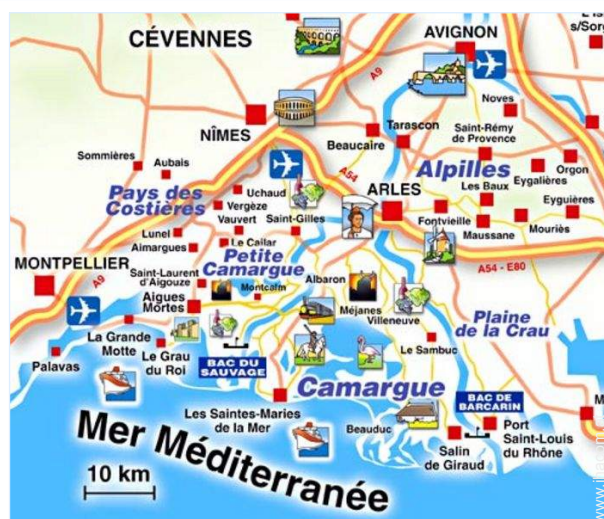 CÉVENNES
AVIGNON
A9
Noves
NÎMES
Beaucaire
Tarascon
Saint-Rémy
de Provence
Sommières
Aubais
A54
Alpilles
Orgon
Eygalières
Pays des
Costières
Uchaud
Vergèze
Vauvert
Saint-Gilles
ARLES
Les Baux
Eyguières
Fontvieille
Maussane
Mouriès
Lunel
Aimargues
Le Cailar
MONTPELLIER
A9
Petite
Camargue
Saint-Laurent
d'Aigouze
Montcalm
Albaron
A54 - E80
Aigues
Mortes
Méjanes
Villeneuve
Plaine
de la Crau
La Grande
Motte
Palavas
Le Grau
du Roi
BAC DU
SAUVAGE
Le Sambuc
Camargue
BAC DE
BARCARIN
Les Saintes-Maries
de la Mer
Beauduc
Salin
de Giraud
Port
Saint-Louis
du Rhône
Mer Méditerranée
10 km